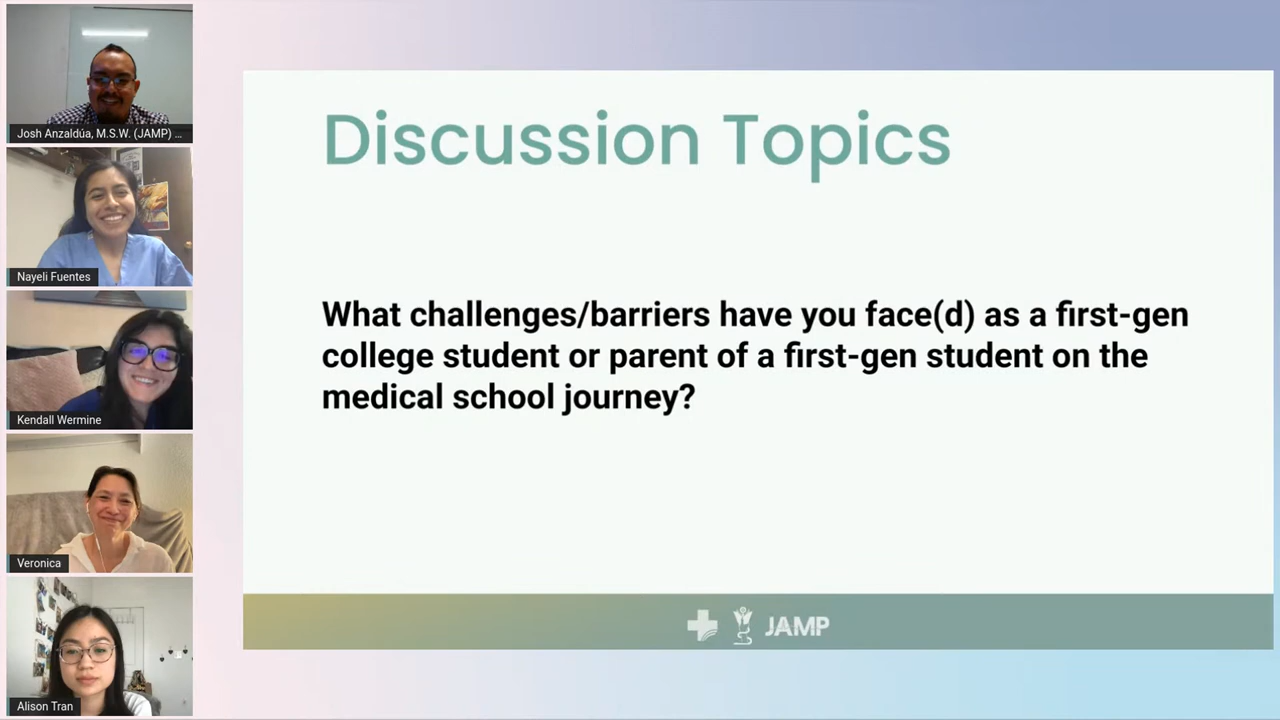 Josh Anzaldúa, M.S.W. (JAMP) ...
Nayeli Fuentes
Kendall Wermine
Veronica
Alison Tran
Discussion Topics
What challenges/barriers have you face(d) as a first-gen
college student or parent of a first-gen student on the
medical school journey?
JAMP